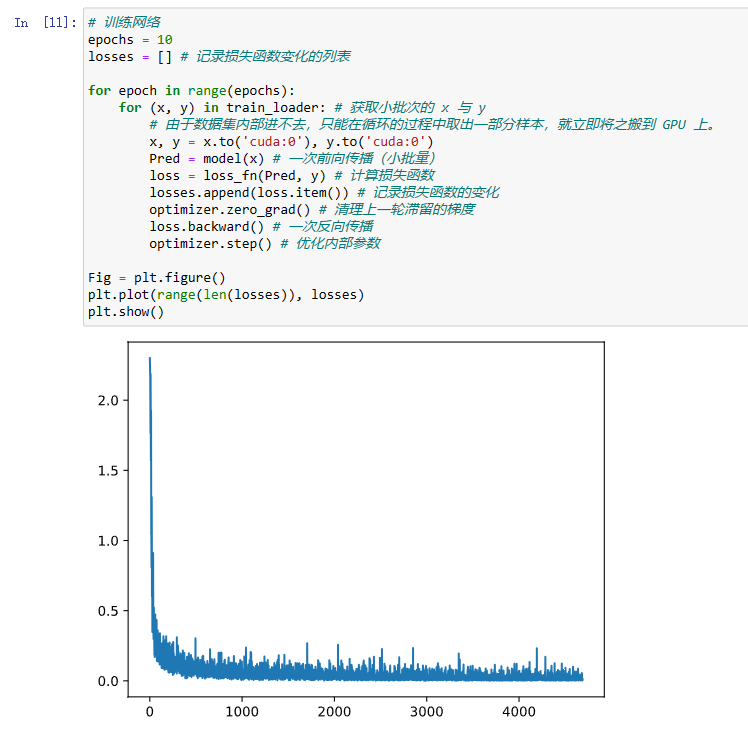 In [11]: # 训练网络
epochs = 10
losses = [] # 记录损失函数变化的列表
for epoch in range(epochs):
for (x, y) in train_loader: # 获取小批次的 x 与 y
# 由于数据集内部进不去，只能在循环的过程中取出一部分样本，就立即将之搬到 GPU 上。
x, y = x.to('cuda:0'), y.to('cuda:0')
Pred = model(x) # 一次前向传播（小批量）
loss = loss_fn(Pred, y) # 计算损失函数
losses.append(loss.item()) # 记录损失函数的变化
optimizer.zero_grad() # 清理上一轮滞留的梯度
loss.backward() # 一次反向传播
optimizer.step() # 优化内部参数
Fig = plt.figure()
plt.plot(range(len(losses)), losses)
plt.show()
2.0
1.5
1.0
0.5
0.0
0 1000 2000 3000 4000